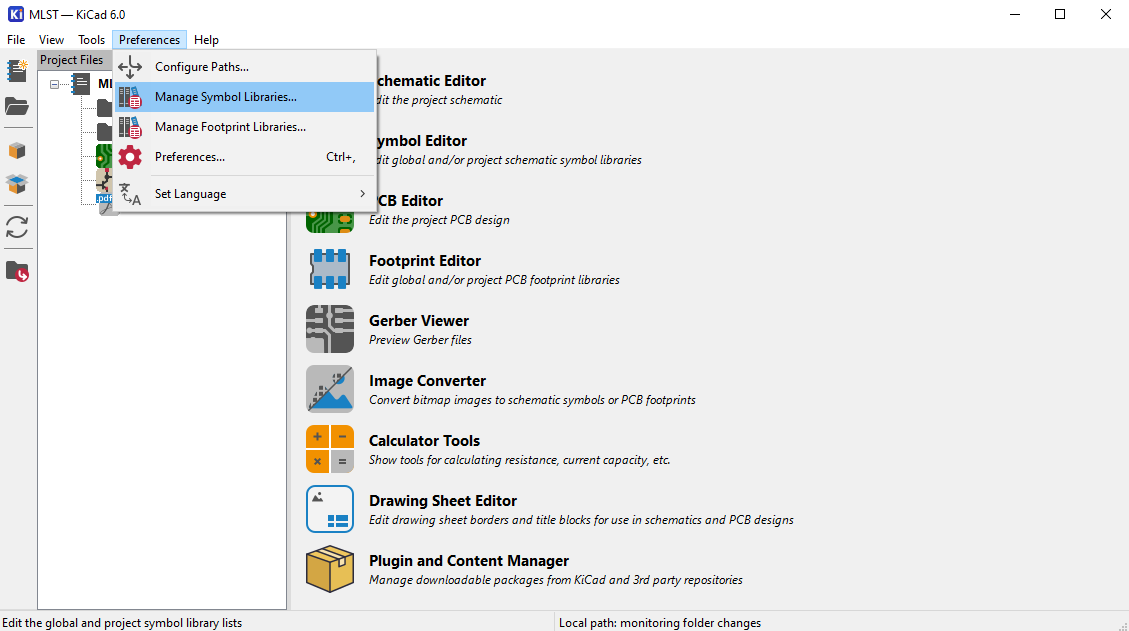 MLST — KiCad 6.0
File View Tools Preferences Help
Project Files
Configure Paths...
Manage Symbol Libraries...
Manage Footprint Libraries...
Preferences... Ctrl+,
Set Language
.pdf
chematic Editor
dit the project schematic
ymbol Editor
dit global and/or project schematic symbol libraries
CB Editor
Edit the project PCB design
Footprint Editor
Edit global and/or project PCB footprint libraries
Gerber Viewer
Preview Gerber files
Image Converter
Convert bitmap images to schematic symbols or PCB footprints
Calculator Tools
Show tools for calculating resistance, current capacity, etc.
Drawing Sheet Editor
Edit drawing sheet borders and title blocks for use in schematics and PCB designs
Plugin and Content Manager
Manage downloadable packages from KiCad and 3rd party repositories
Edit the global and project symbol library lists
Local path: monitoring folder changes